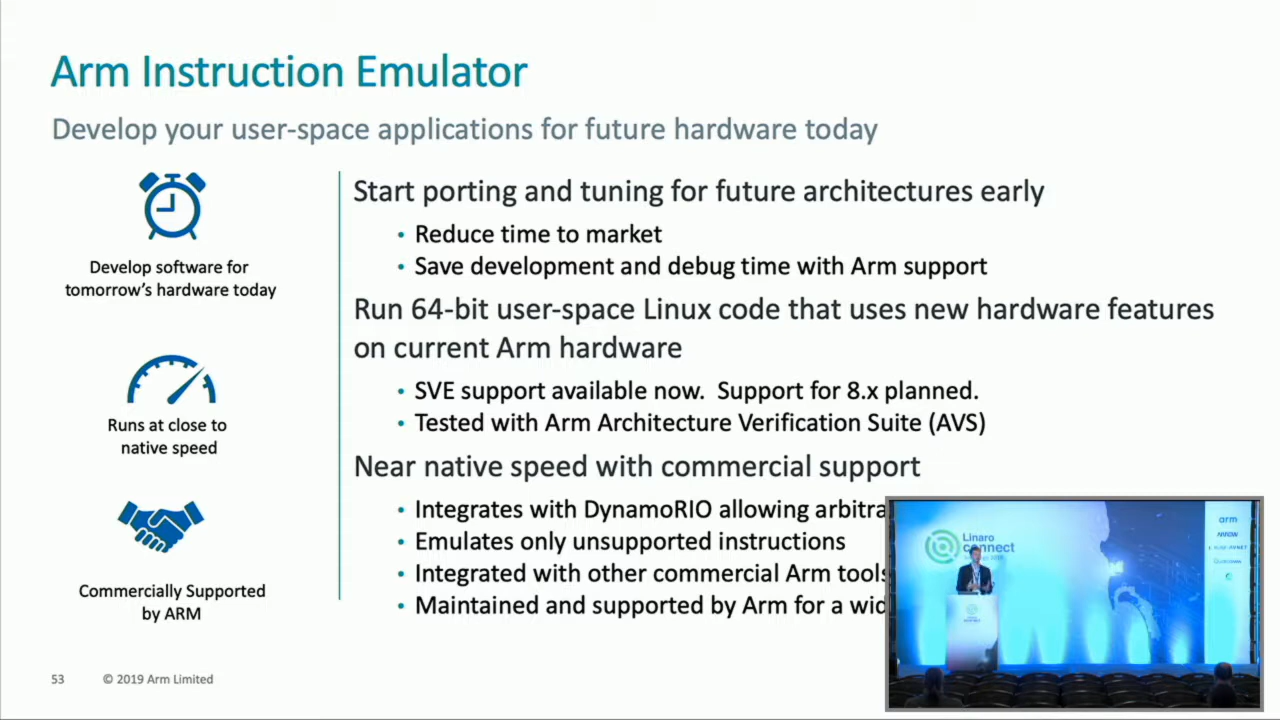 Arm Instruction Emulator
Develop your user-space applications for future hardware today
Develop software for
tomorrow's hardware today
Runs at close to
native speed
Commercially Supported
by ARM
Start porting and tuning for future architectures early
• Reduce time to market
• Save development and debug time with Arm support
Run 64-bit user-space Linux code that uses new hardware features
on current Arm hardware
• SVE support available now.  Support for 8.x planned.
• Tested with Arm Architecture Verification Suite (AVS)
Near native speed with commercial support
• Integrates with DynamoRIO allowing arbitra
• Emulates only unsupported instructions
• Integrated with other commercial Arm tools
• Maintained and supported by Arm for a wid
53
© 2019 Arm Limited
Linaro
connect
arm
ARROW
Qualcomm